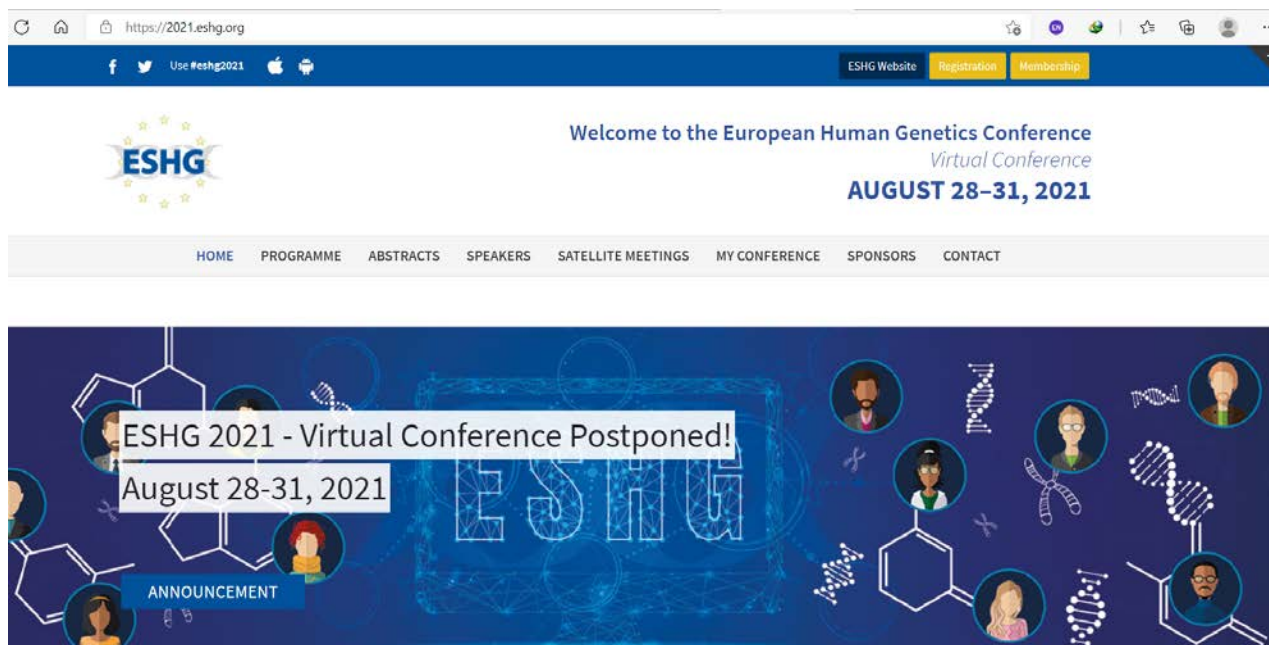 https://2021.eshg.org
Use #eshg2021
ESHG Website Registration Membership
ESHG
Welcome to the European Human Genetics Conference
Virtual Conference
AUGUST 28–31, 2021
HOME PROGRAMME ABSTRACTS SPEAKERS SATELLITE MEETINGS MY CONFERENCE SPONSORS CONTACT
ESHG 2021 - Virtual Conference Postponed!
August 28-31, 2021
ESHG
ANNOUNCEMENT